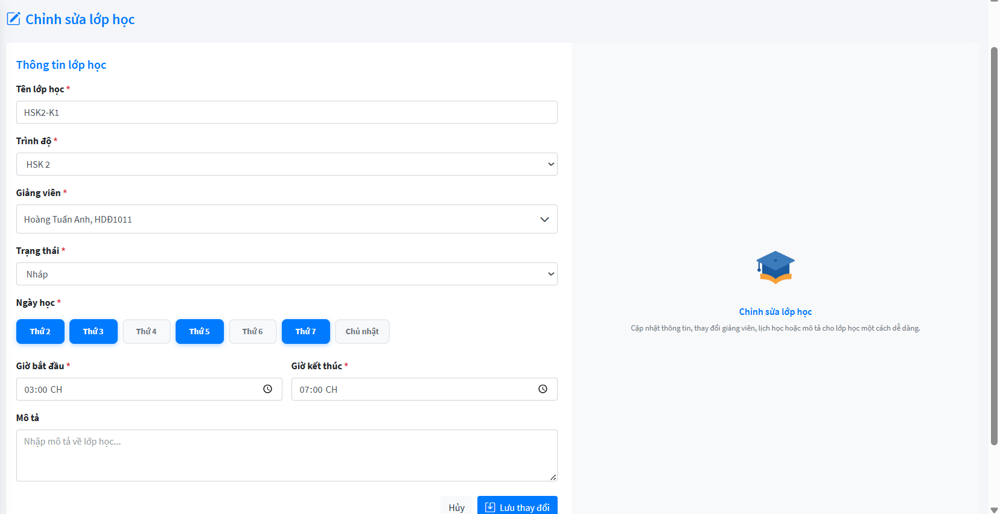 Chỉnh sửa lớp học
Thông tin lớp học
Tên lớp học *
HSK2-K1
Trình độ *
HSK 2
Giảng viên *
Hoàng Tuấn Anh, HDĐ1011
Trạng thái *
Nháp
Ngày học *
Thứ 2 Thứ 3 Thứ 4 Thứ 5 Thứ 6 Thứ 7 Chủ nhật
Giờ bắt đầu * Giờ kết thúc *
03:00 CH 07:00 CH
Mô tả
Nhập mô tả về lớp học...
Hủy Lưu thay đổi
Chỉnh sửa lớp học
Cập nhật thông tin, thay đổi giảng viên, lịch học hoặc mô tả cho lớp học một cách dễ dàng.